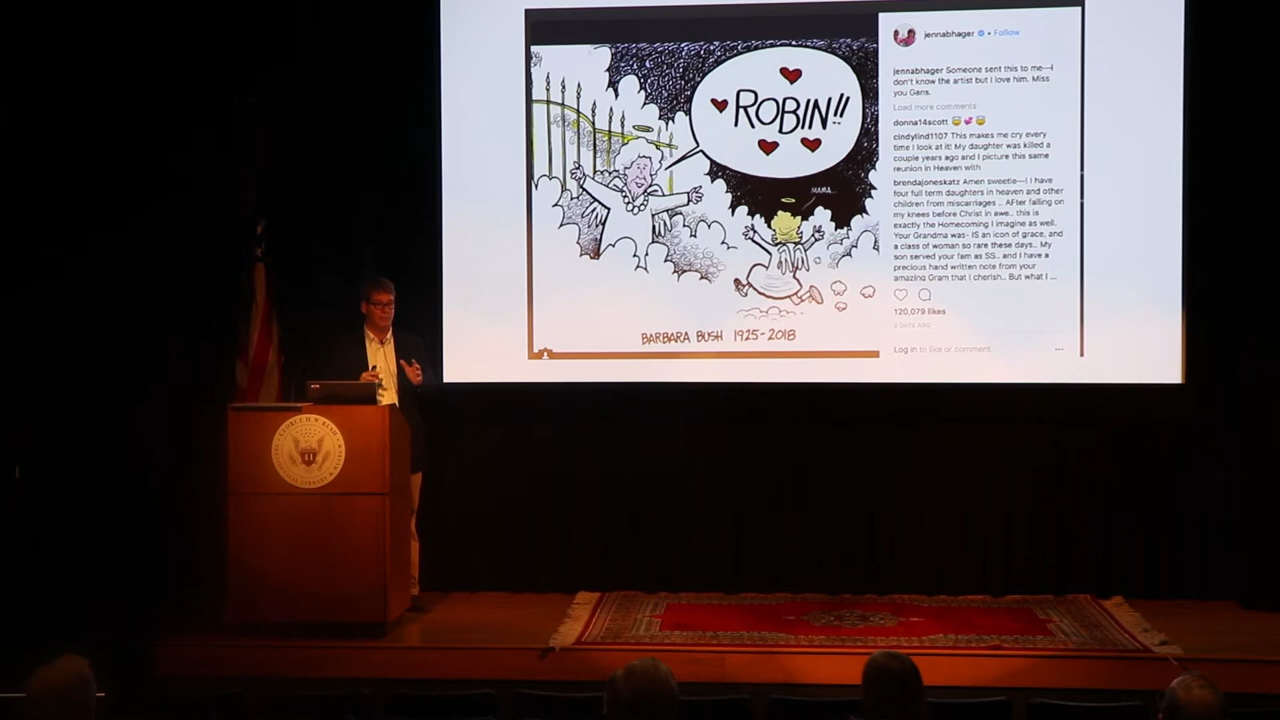 ROBIN!!
MAMA...
BARBARA BUSH 1925-2018
jennabhager • Follow
jennabhager Someone sent this to me—I
don't know the artist but I love him. Miss
you Gans.
Load more comments
donna14scott 😇 💞 😇
cindylind1107 This makes me cry every
time I look at it! My daughter was killed a
couple years ago and I picture this same
reunion in Heaven with
brendajoneskatz Amen sweetie—! I have
four full term daughters in heaven and other
children from miscarriages .. AFter falling on
my knees before Christ in awe.. this is
exactly the Homecoming I imagine as well.
Your Grandma was- IS an icon of grace, and
a class of woman so rare these days.. My
son served your fam as SS.. and I have a
precious hand written note from your
amazing Gram that I cherish.. But what I ...
120,079 likes
2 DAYS AGO
Log in to like or comment.
GEORGE H.W. BUSH
41